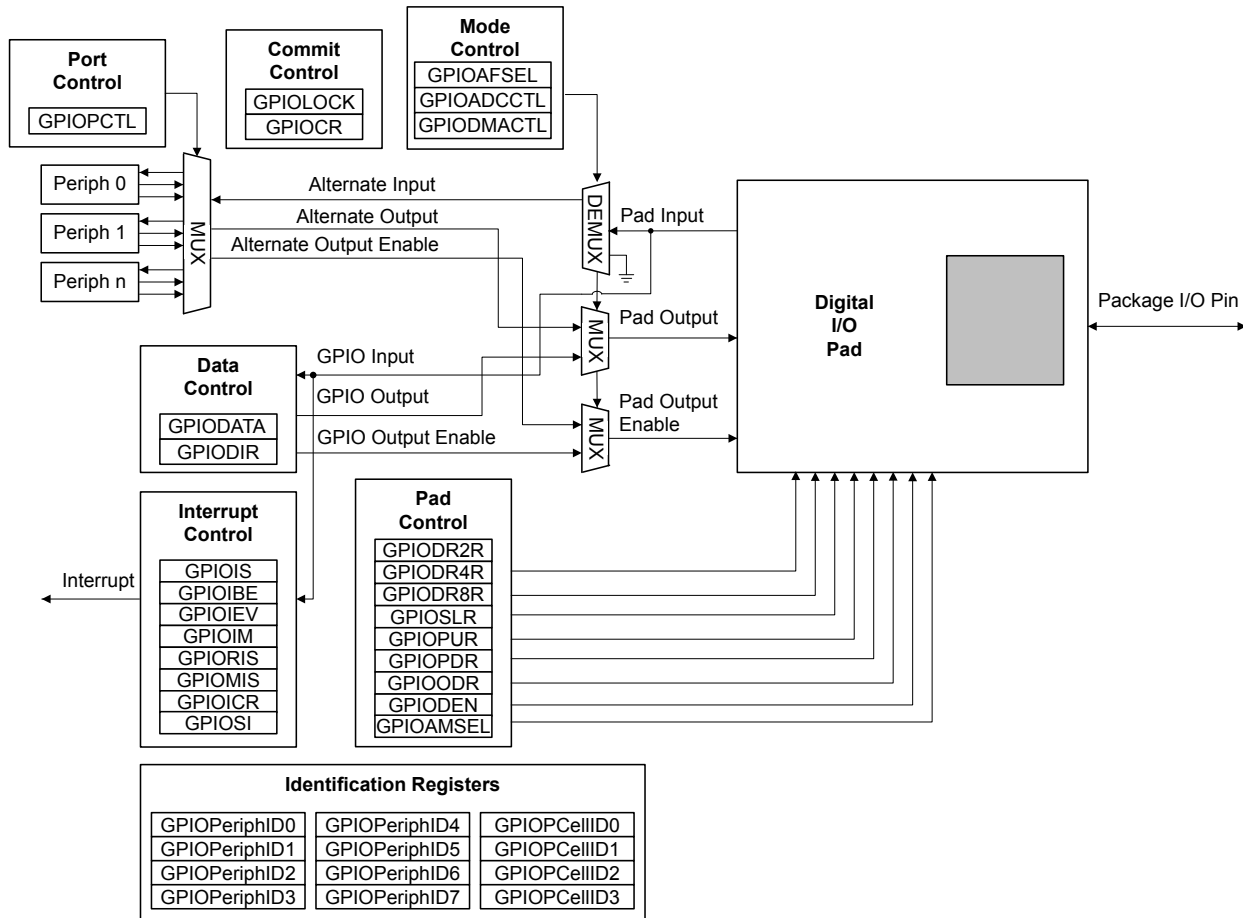 Port
Control
GPIOPCTL
Commit
Control
GPIOLOCK
GPIOCR
Mode
Control
GPIOAFSEL
GPIOADCCTL
GPIODMACTL
Periph 0
Periph 1
Periph n
MUX
Alternate Input
Alternate Output
Alternate Output Enable
DEMUX
Pad Input
MUX
Pad Output
MUX
Pad Output
Enable
Digital
I/O
Pad
Package I/O Pin
Data
Control
GPIODATA
GPIODIR
GPIO Input
GPIO Output
GPIO Output Enable
Interrupt
Interrupt
Control
GPIOIS
GPIOIBE
GPIOIEV
GPIOIM
GPIORIS
GPIOMIS
GPIOICR
GPIOSI
Pad
Control
GPIODR2R
GPIODR4R
GPIODR8R
GPIOSLR
GPIOPUR
GPIOPDR
GPIOODR
GPIODEN
GPIOAMSEL
Identification Registers
GPIOPeriphID0
GPIOPeriphID1
GPIOPeriphID2
GPIOPeriphID3
GPIOPeriphID4
GPIOPeriphID5
GPIOPeriphID6
GPIOPeriphID7
GPIOPCellID0
GPIOPCellID1
GPIOPCellID2
GPIOPCellID3